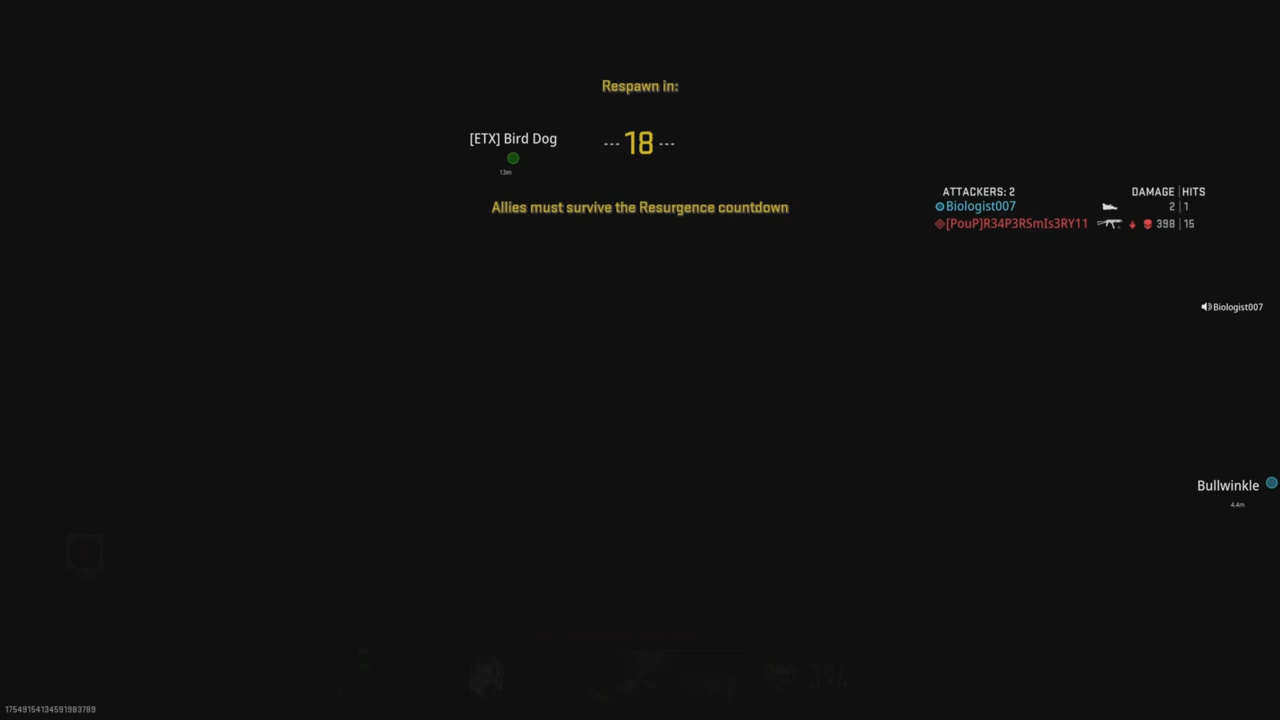 Respawn in:
[ETX] Bird Dog
13m
--- 18 ---
Allies must survive the Resurgence countdown
ATTACKERS: 2 DAMAGE | HITS
Biologist007 2 | 1
[PouP]R34P3RSmIs3RY11 398 | 15
Biologist007
Bullwinkle
4.4m
394
17549154134591983789